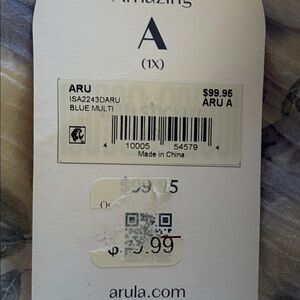 Amazing
A
(1X)
ARU
$99.95
ISA2243DARU
ARU A
BLUE MULTI
4 10005 54579 4
Made in China
arula.com